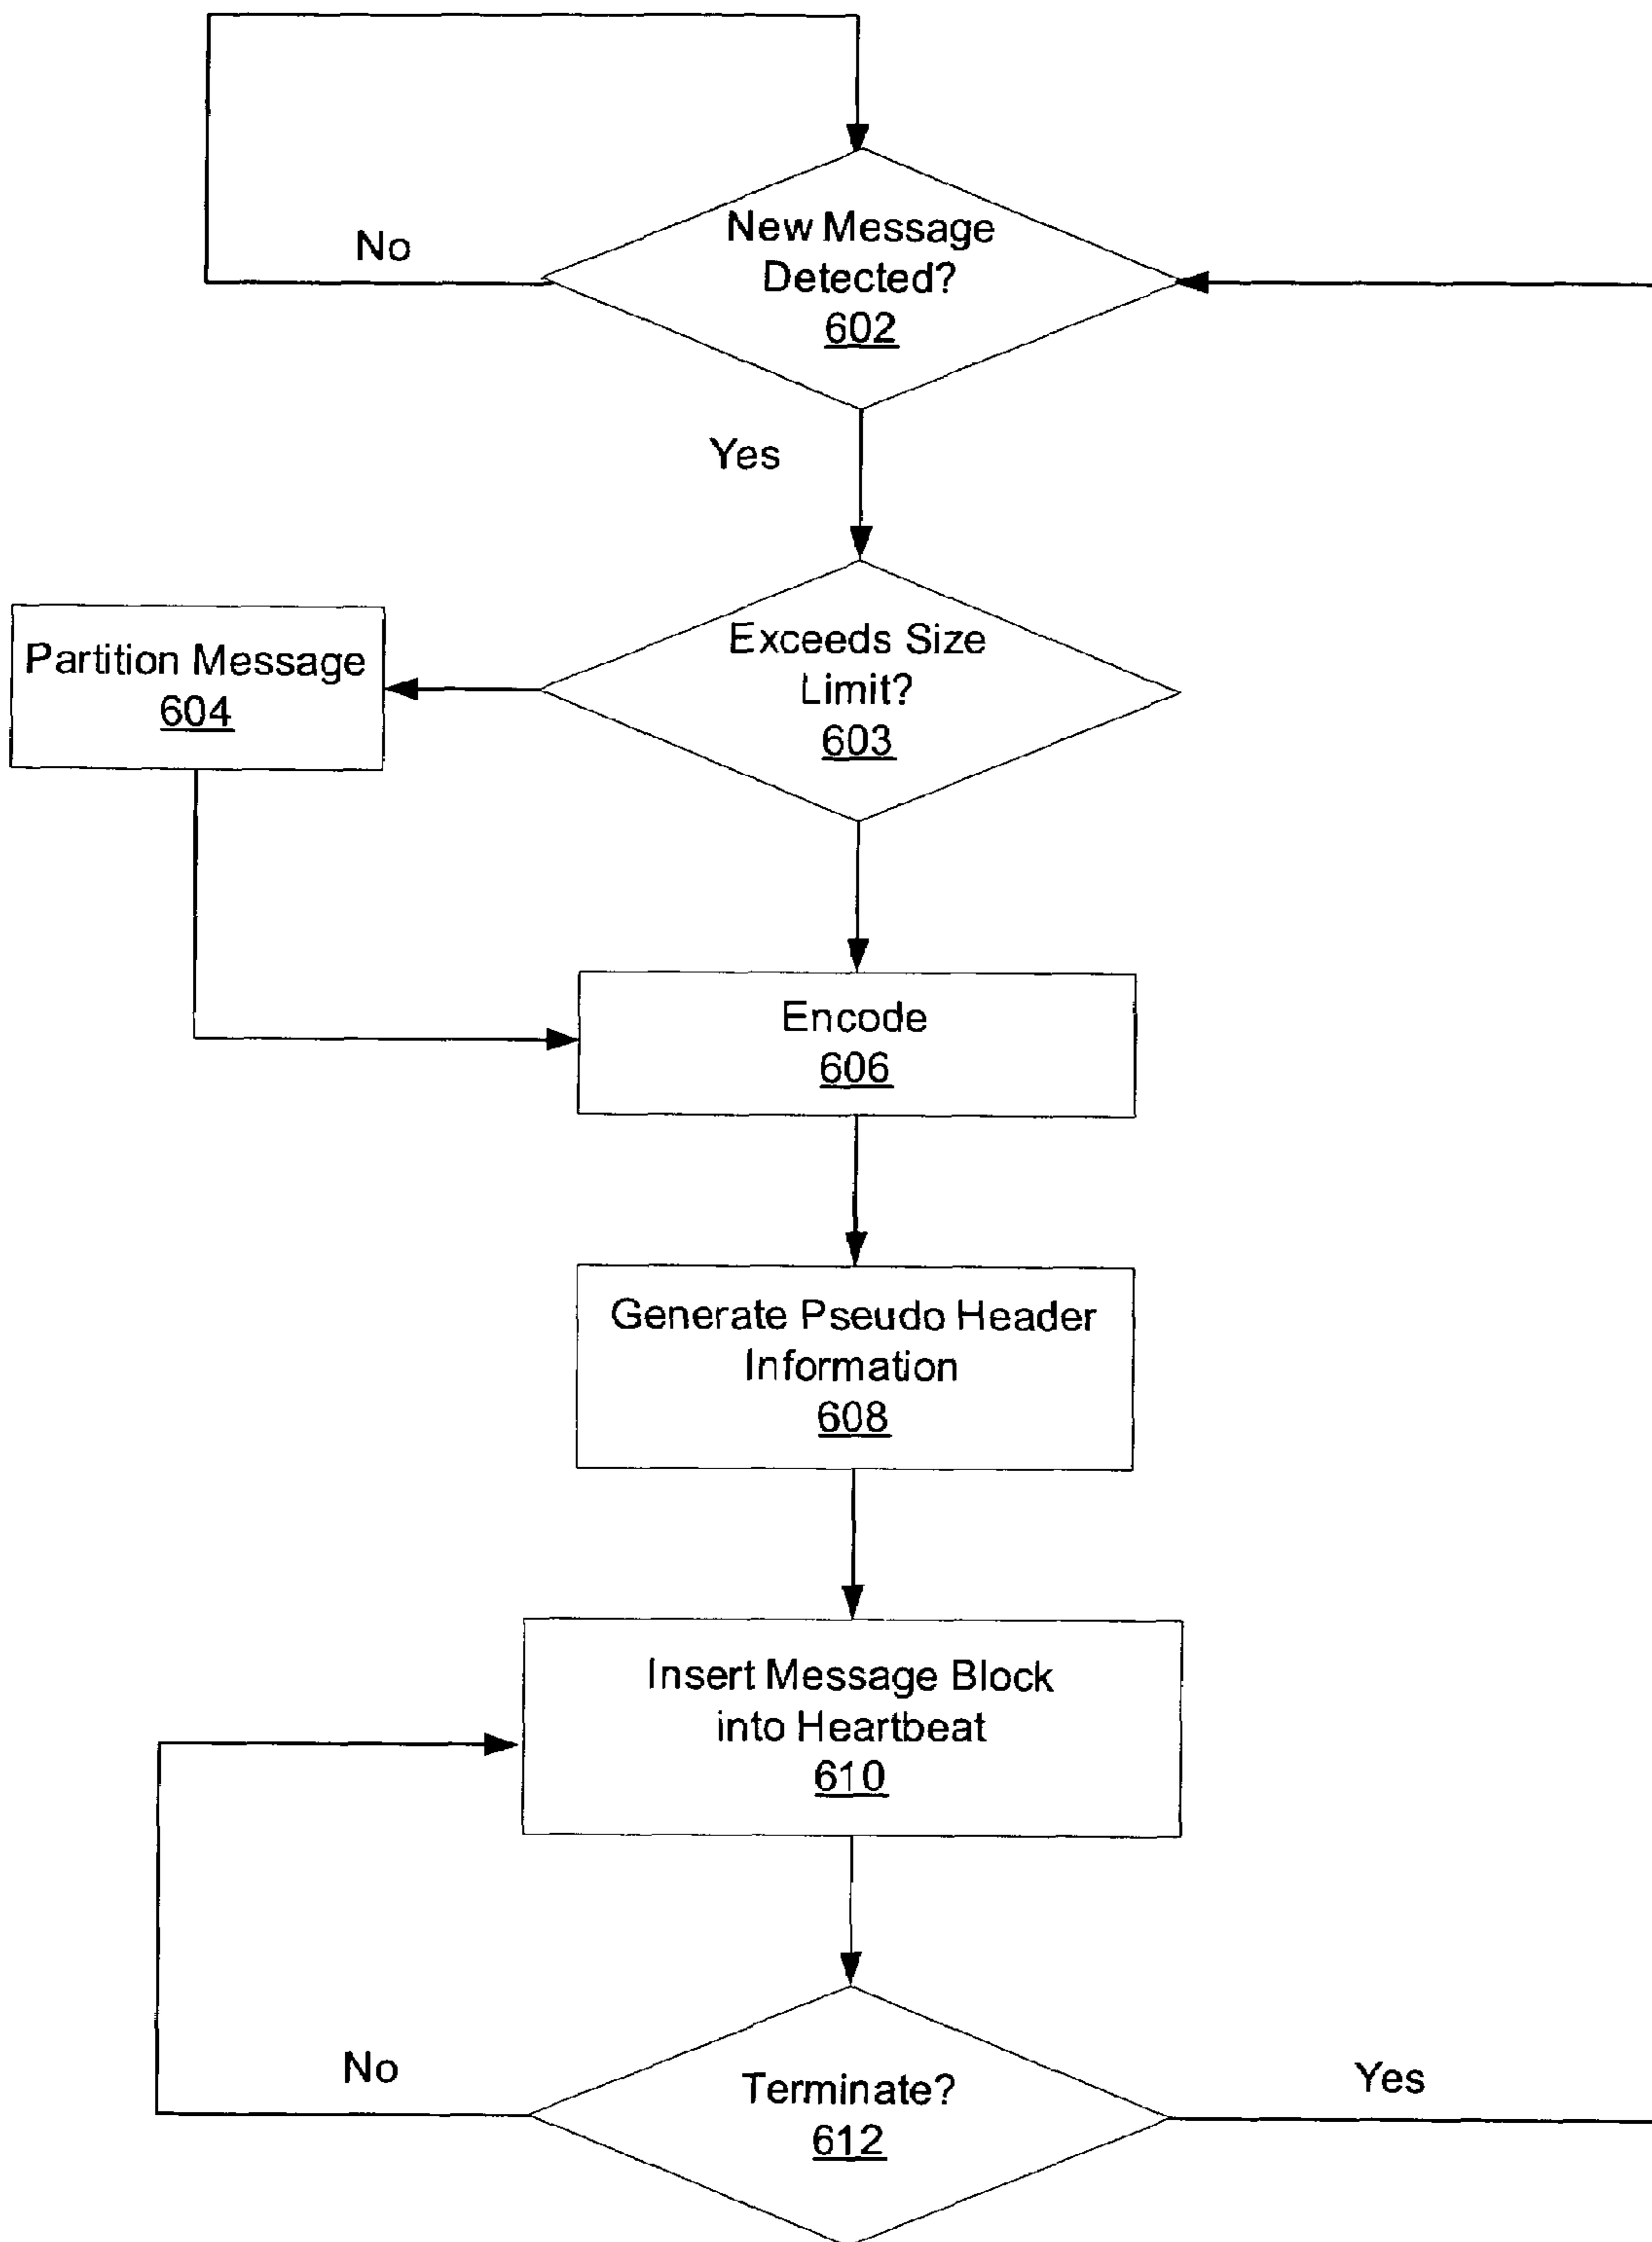 New Message
Detected?
602
No
Yes
Exceeds Size
Limit?
603
Partition Message
604
Encode
606
Generate Pseudo Header
Information
608
Insert Message Block
into Heartbeat
610
Terminate?
612
No
Yes